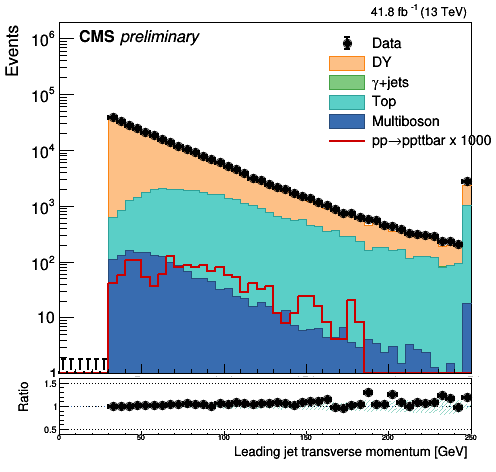 41.8 fb⁻¹ (13 TeV)
CMS preliminary
Events
10⁶
10⁵
10⁴
10³
10²
10
1
Data
DY
γ+jets
Top
Multiboson
pp→ppttbar x 1000
Ratio
1.5
1
0.5
0 50 100 150 200 250
Leading jet transverse momentum [GeV]